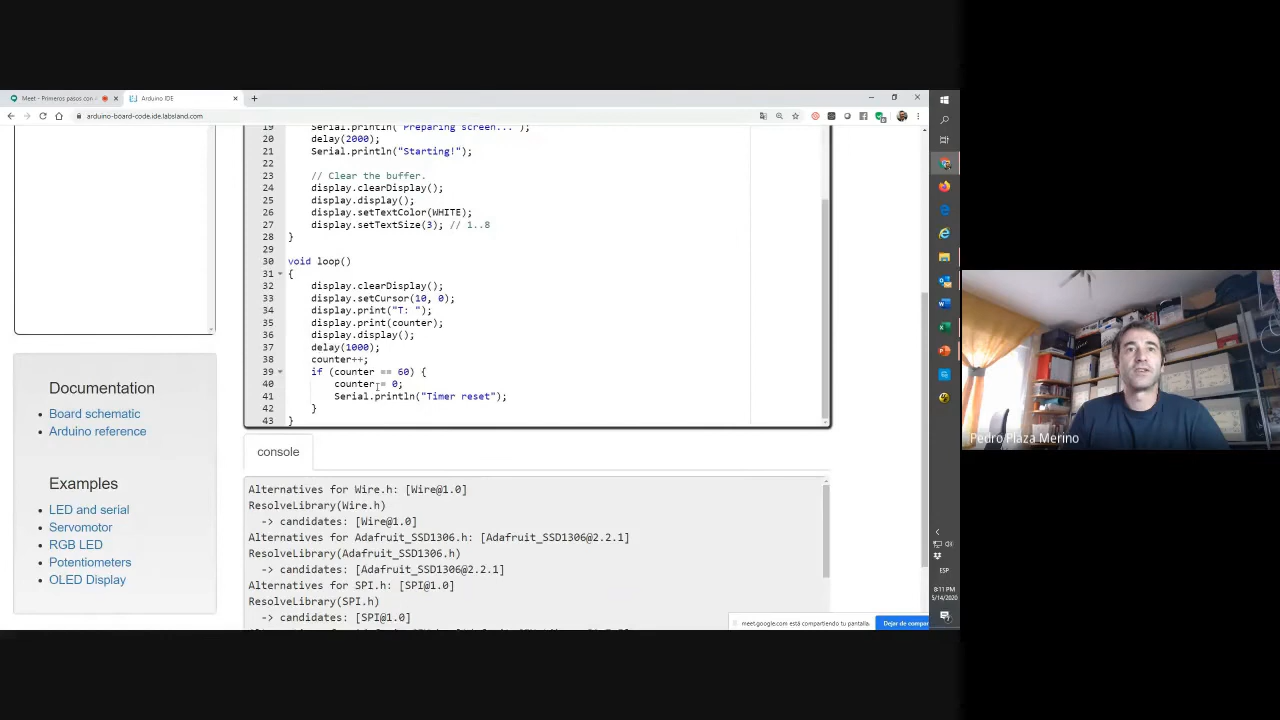 Meet - Primeros pasos con
Arduino IDE
arduino-board-code.ide.labsland.com
19 Serial.println("Preparing screen...");
20 delay(2000);
21 Serial.println("Starting!");
22
23 // Clear the buffer.
24 display.clearDisplay();
25 display.display();
26 display.setTextColor(WHITE);
27 display.setTextSize(3); // 1..8
28 }
29
30 void loop()
31 {
32 display.clearDisplay();
33 display.setCursor(10, 0);
34 display.print("T: ");
35 display.print(counter);
36 display.display();
37 delay(1000);
38 counter++;
39 if (counter == 60) {
40 counter = 0;
41 Serial.println("Timer reset");
42 }
43 }
Documentation
Board schematic
Arduino reference
Examples
LED and serial
Servomotor
RGB LED
Potentiometers
OLED Display
console
Alternatives for Wire.h: [Wire@1.0]
ResolveLibrary(Wire.h)
-> candidates: [Wire@1.0]
Alternatives for Adafruit_SSD1306.h: [Adafruit_SSD1306@2.2.1]
ResolveLibrary(Adafruit_SSD1306.h)
-> candidates: [Adafruit_SSD1306@2.2.1]
Alternatives for SPI.h: [SPI@1.0]
ResolveLibrary(SPI.h)
-> candidates: [SPI@1.0]
meet.google.com está compartiendo tu pantalla.
Dejar de compar
ESP
8:11 PM
5/14/2020
Pedro Plaza Merino